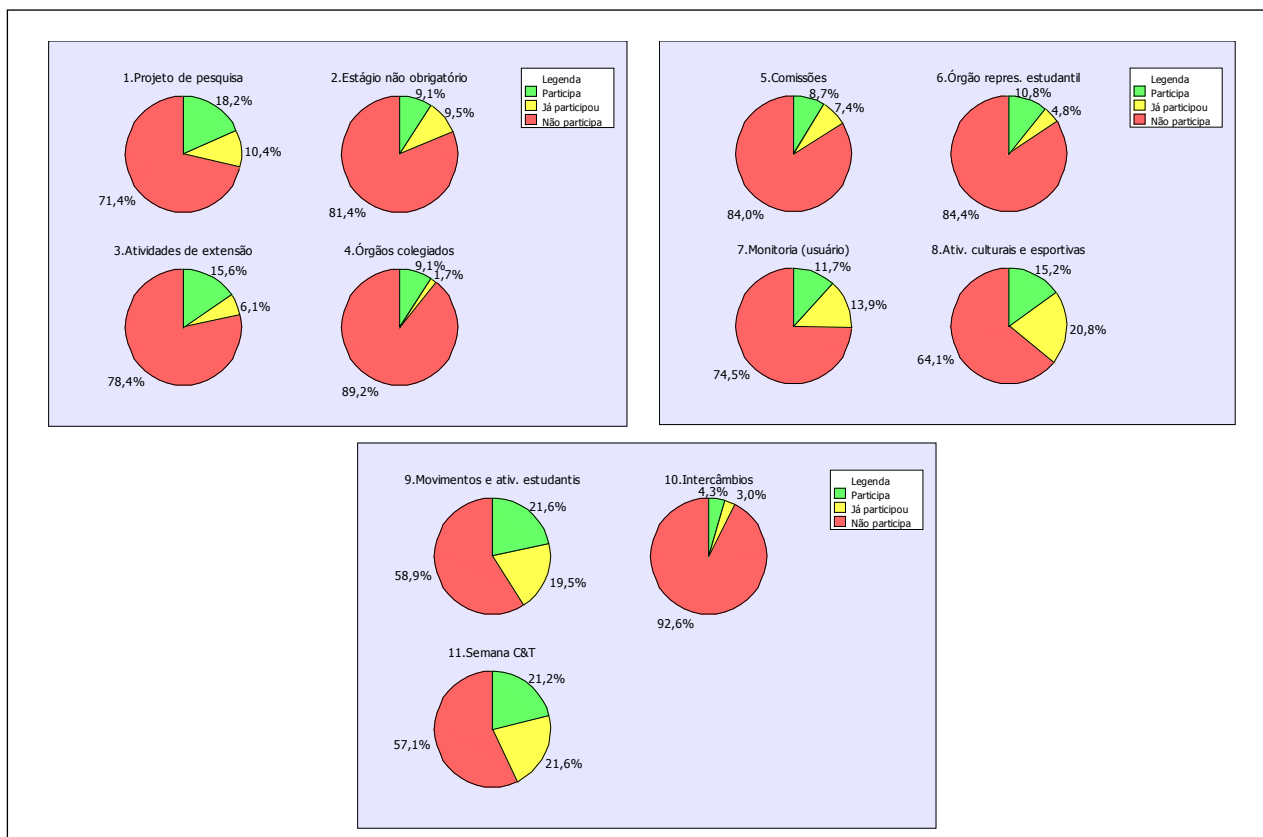 1.Projeto de pesquisa
18,2%
10,4%
71,4%
2.Estágio não obrigatório
9,1%
9,5%
81,4%
Legenda
Participa
Já participou
Não participa
3.Atividades de extensão
15,6%
6,1%
78,4%
4.Órgãos colegiados
9,1%
1,7%
89,2%
5.Comissões
8,7%
7,4%
84,0%
6.Órgão repres. estudantil
10,8%
4,8%
84,4%
Legenda
Participa
Já participou
Não participa
7.Monitoria (usuário)
11,7%
13,9%
74,5%
8.Ativ. culturais e esportivas
15,2%
20,8%
64,1%
9.Movimentos e ativ. estudantis
21,6%
19,5%
58,9%
10.Intercâmbios
4,3%
3,0%
92,6%
Legenda
Participa
Já participou
Não participa
11.Semana C&T
21,2%
21,6%
57,1%